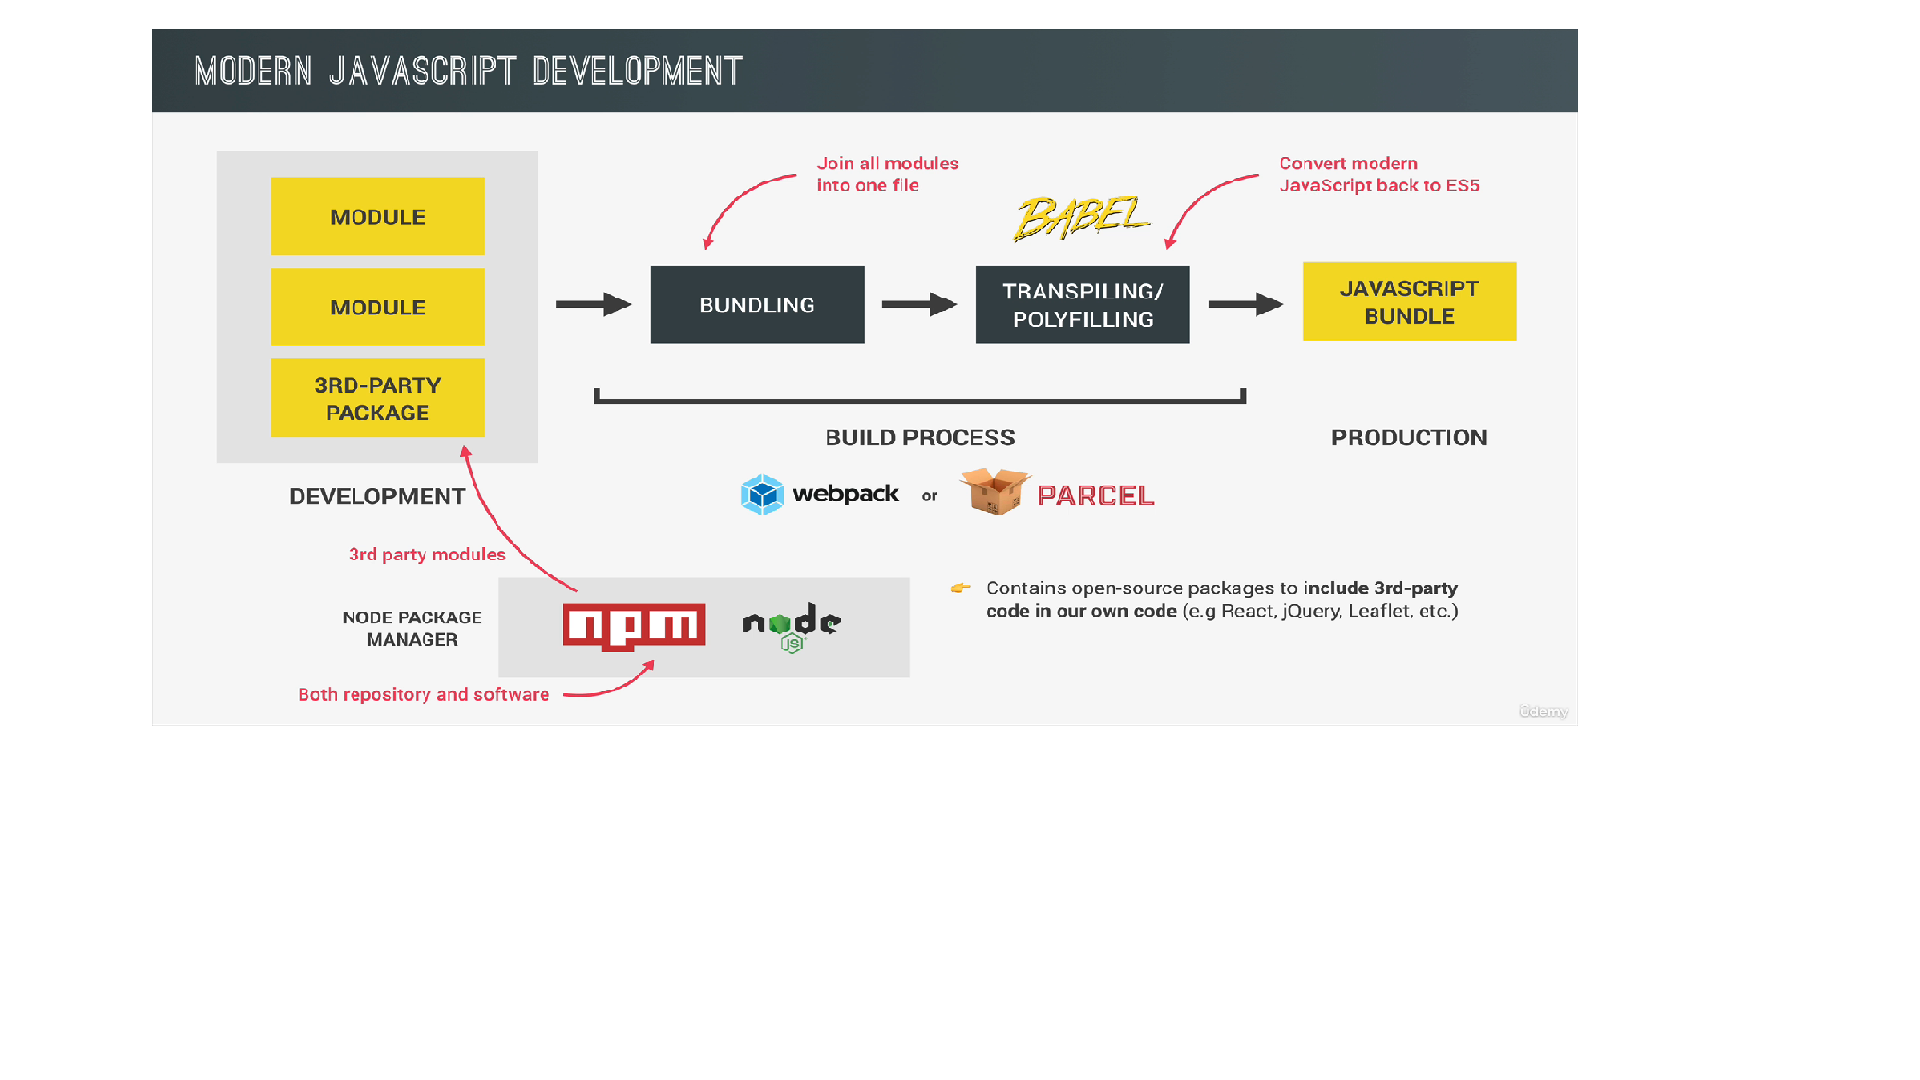 MODERN JAVASCRIPT DEVELOPMENT
Join all modules
into one file
Convert modern
JavaScript back to ES5
BABEL
MODULE
MODULE
3RD-PARTY
PACKAGE
BUNDLING
TRANSPILING/
POLYFILLING
JAVASCRIPT
BUNDLE
DEVELOPMENT
BUILD PROCESS
PRODUCTION
webpack or PARCEL
3rd party modules
NODE PACKAGE
MANAGER
npm
node
JS
Both repository and software
Contains open-source packages to include 3rd-party
code in our own code (e.g React, jQuery, Leaflet, etc.)
Udemy